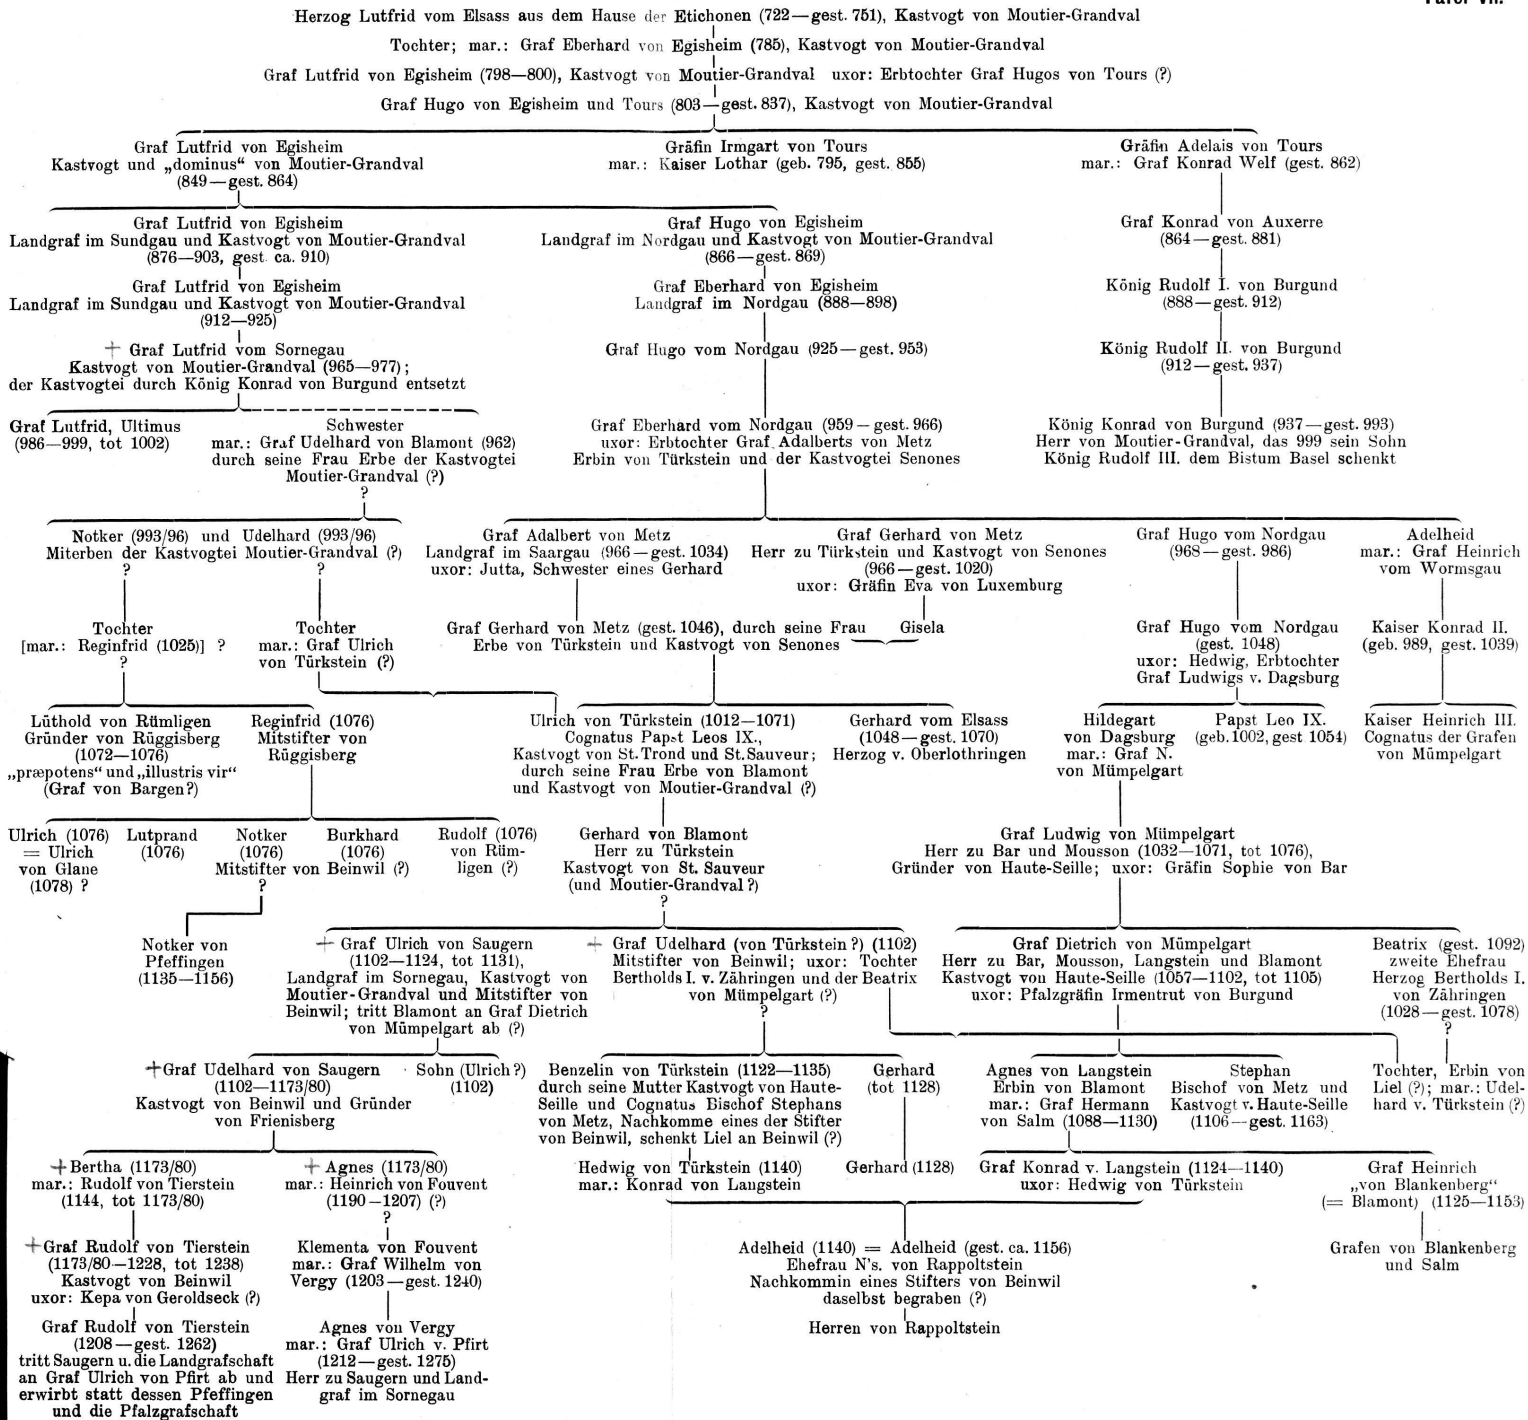 Tafel VII.
Herzog Lutfrid vom Elsass aus dem Hause der Etichonen (722—gest. 751), Kastvogt von Moutier-Grandval
Tochter; mar.: Graf Eberhard von Egisheim (785), Kastvogt von Moutier-Grandval
Graf Lutfrid von Egisheim (798—800), Kastvogt von Moutier-Grandval uxor: Erbtochter Graf Hugos von Tours (?)
Graf Hugo von Egisheim und Tours (803—gest. 837), Kastvogt von Moutier-Grandval
Graf Lutfrid von Egisheim
Kastvogt und „dominus“ von Moutier-Grandval
(849—gest. 864)
Gräfin Irmgart von Tours
mar.: Kaiser Lothar (geb. 795, gest. 855)
Gräfin Adelais von Tours
mar.: Graf Konrad Welf (gest. 862)
Graf Lutfrid von Egisheim
Landgraf im Sundgau und Kastvogt von Moutier-Grandval
(876—903, gest. ca. 910)
Graf Hugo von Egisheim
Landgraf im Nordgau und Kastvogt von Moutier-Grandval
(866—gest. 869)
Graf Konrad von Auxerre
(864—gest. 881)
Graf Lutfrid von Egisheim
Landgraf im Sundgau und Kastvogt von Moutier-Grandval
(912—925)
Graf Eberhard von Egisheim
Landgraf im Nordgau (888—898)
König Rudolf I. von Burgund
(888—gest. 912)
+ Graf Lutfrid vom Sornegau
Kastvogt von Moutier-Grandval (965—977);
der Kastvogtei durch König Konrad von Burgund entsetzt
Graf Hugo vom Nordgau (925—gest. 953)
König Rudolf II. von Burgund
(912—gest. 937)
Graf Lutfrid, Ultimus
(986—999, tot 1002)
Schwester
mar.: Graf Udelhard von Blamont (962)
durch seine Frau Erbe der Kastvogtei
Moutier-Grandval (?)
?
Graf Eberhard vom Nordgau (959—gest. 966)
uxor: Erbtochter Graf Adalberts von Metz
Erbin von Türkstein und der Kastvogtei Senones
König Konrad von Burgund (937—gest. 993)
Herr von Moutier-Grandval, das 999 sein Sohn
König Rudolf III. dem Bistum Basel schenkt
Notker (993/96) und Udelhard (993/96)
Miterben der Kastvogtei Moutier-Grandval (?)
? ?
Graf Adalbert von Metz
Landgraf im Saargau (966—gest. 1034)
uxor: Jutta, Schwester eines Gerhard
Graf Gerhard von Metz
Herr zu Türkstein und Kastvogt von Senones
(966—gest. 1020)
uxor: Gräfin Eva von Luxemburg
Graf Hugo vom Nordgau
(968—gest. 986)
Adelheid
mar.: Graf Heinrich
vom Wormsgau
Tochter
[mar.: Reginfrid (1025)] ?
?
Tochter
mar.: Graf Ulrich
von Türkstein (?)
Graf Gerhard von Metz (gest. 1046), durch seine Frau Gisela
Erbe von Türkstein und Kastvogt von Senones
Graf Hugo vom Nordgau
(gest. 1048)
uxor: Hedwig, Erbtochter
Graf Ludwigs v. Dagsburg
Kaiser Konrad II.
(geb. 989, gest. 1039)
Lüthold von Rümligen
Gründer von Rüggisberg
(1072—1076)
„præpotens“ und „illustris vir“
(Graf von Bargen?)
Reginfrid (1076)
Mitstifter von
Rüggisberg
Ulrich von Türkstein (1012—1071)
Cognatus Papst Leos IX.,
Kastvogt von St. Trond und St. Sauveur;
durch seine Frau Erbe von Blamont
und Kastvogt von Moutier-Grandval (?)
Gerhard vom Elsass
(1048—gest. 1070)
Herzog v. Oberlothringen
Hildegart
von Dagsburg
mar.: Graf N.
von Mümpelgart
Papst Leo IX.
(geb. 1002, gest 1054)
Kaiser Heinrich III.
Cognatus der Grafen
von Mümpelgart
Ulrich (1076)
= Ulrich
von Glane
(1078) ?
Lutprand
(1076)
Notker
(1076)
Burkhard
(1076)
Mitstifter von Beinwil (?)
?
Rudolf (1076)
von Rüm-
ligen (?)
Gerhard von Blamont
Herr zu Türkstein
Kastvogt von St. Sauveur
(und Moutier-Grandval ?)
?
Graf Ludwig von Mümpelgart
Herr zu Bar und Mousson (1032—1071, tot 1076),
Gründer von Haute-Seille; uxor: Gräfin Sophie von Bar
Notker von
Pfeffingen
(1135—1156)
+ Graf Ulrich von Saugern
(1102—1124, tot 1131),
Landgraf im Sornegau, Kastvogt von
Moutier-Grandval und Mitstifter von
Beinwil; tritt Blamont an Graf Dietrich
von Mümpelgart ab (?)
+ Graf Udelhard (von Türkstein ?) (1102)
Mitstifter von Beinwil; uxor: Tochter
Bertholds I. v. Zähringen und der Beatrix
von Mümpelgart (?)
?
Graf Dietrich von Mümpelgart
Herr zu Bar, Mousson, Langstein und Blamont
Kastvogt von Haute-Seille (1057—1102, tot 1105)
uxor: Pfalzgräfin Irmentrut von Burgund
Beatrix (gest. 1092)
zweite Ehefrau
Herzog Bertholds I.
von Zähringen
(1028—gest. 1078)
?
+ Graf Udelhard von Saugern
(1102—1173/80)
Kastvogt von Beinwil und Gründer
von Frienisberg
Sohn (Ulrich ?)
(1102)
Benzelin von Türkstein (1122—1135)
durch seine Mutter Kastvogt von Haute-
Seille und Cognatus Bischof Stephans
von Metz, Nachkomme eines der Stifter
von Beinwil, schenkt Liel an Beinwil (?)
Gerhard
(tot 1128)
Agnes von Langstein
Erbin von Blamont
mar.: Graf Hermann
von Salm (1088—1130)
Stephan
Bischof von Metz und
Kastvogt v. Haute-Seille
(1106—gest. 1163)
Tochter, Erbin von
Liel (?); mar.: Udel-
hard v. Türkstein (?)
+ Bertha (1173/80)
mar.: Rudolf von Tierstein
(1144, tot 1173/80)
+ Agnes (1173/80)
mar.: Heinrich von Fouvent
(1190—1207) (?)
?
Hedwig von Türkstein (1140)
mar.: Konrad von Langstein
Gerhard (1128)
Graf Konrad v. Langstein (1124—1140)
uxor: Hedwig von Türkstein
Graf Heinrich
„von Blankenberg“
(= Blamont) (1125—1153)
+ Graf Rudolf von Tierstein
(1173/80—1228, tot 1238)
Kastvogt von Beinwil
uxor: Kepa von Geroldseck (?)
Klementa von Fouvent
mar.: Graf Wilhelm von
Vergy (1203—gest. 1240)
Adelheid (1140) = Adelheid (gest. ca. 1156)
Ehefrau N's. von Rappoltstein
Nachkommin eines Stifters von Beinwil
daselbst begraben (?)
Grafen von Blankenberg
und Salm
Graf Rudolf von Tierstein
(1208—gest. 1262)
tritt Saugern u. die Landgrafschaft
an Graf Ulrich von Pfirt ab und
erwirbt statt dessen Pfeffingen
und die Pfalzgrafschaft
Agnes von Vergy
mar.: Graf Ulrich v. Pfirt
(1212—gest. 1275)
Herr zu Saugern und Land-
graf im Sornegau
Herren von Rappoltstein